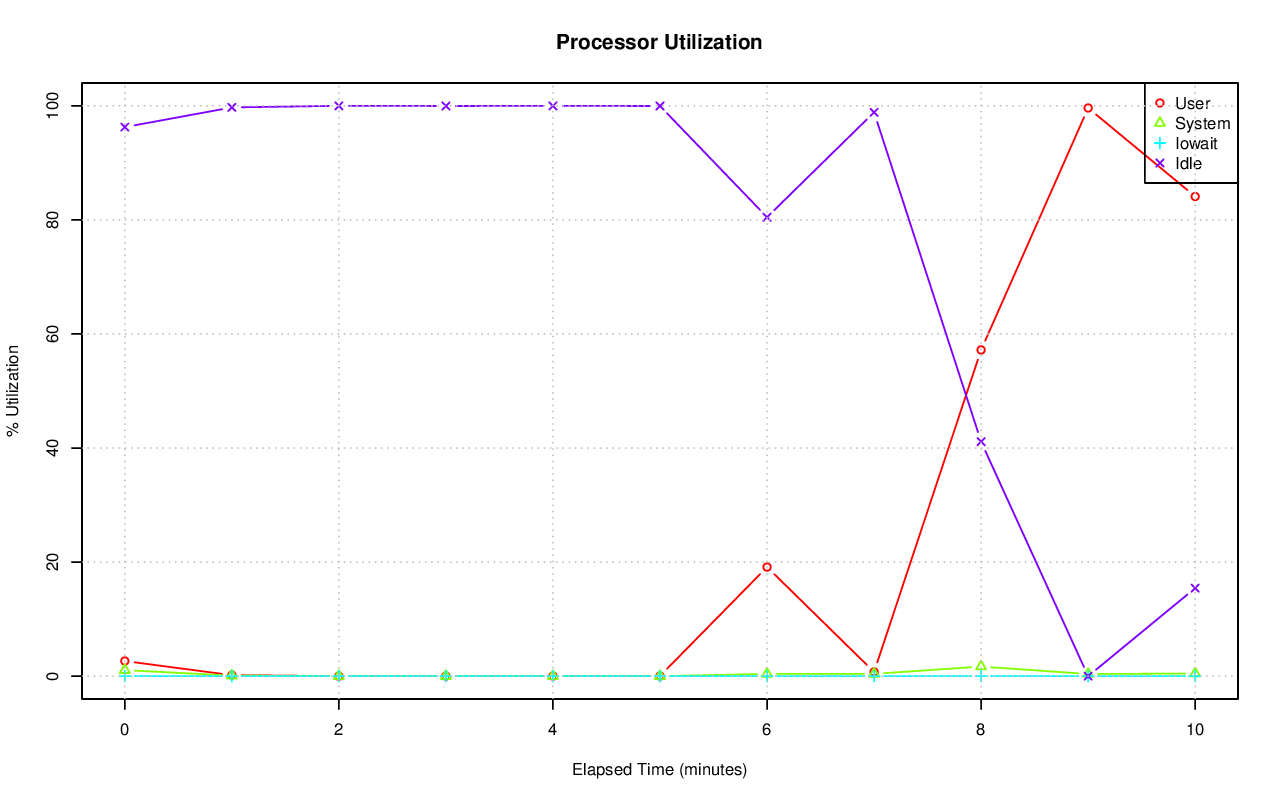 Processor Utilization
100
80
60
40
20
0
% Utilization
User
System
Iowait
Idle
0 2 4 6 8 10
Elapsed Time (minutes)